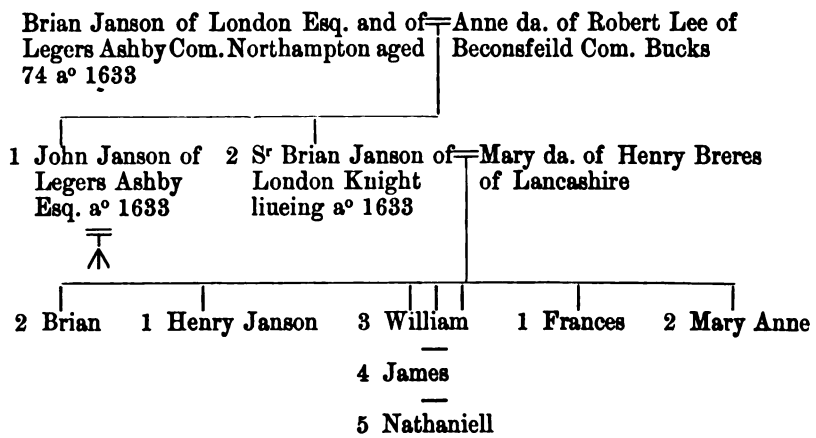 Brian Janson of London Esq. and of Anne da. of Robert Lee of
Legers Ashby Com. Northampton aged Beconsfeild Com. Bucks
74 aº 1633
1 John Janson of 2 Sʳ Brian Janson of Mary da. of Henry Breres
Legers Ashby London Knight of Lancashire
Esq. aº 1633 liueing aº 1633
2 Brian 1 Henry Janson 3 William 1 Frances 2 Mary Anne
4 James
5 Nathaniell